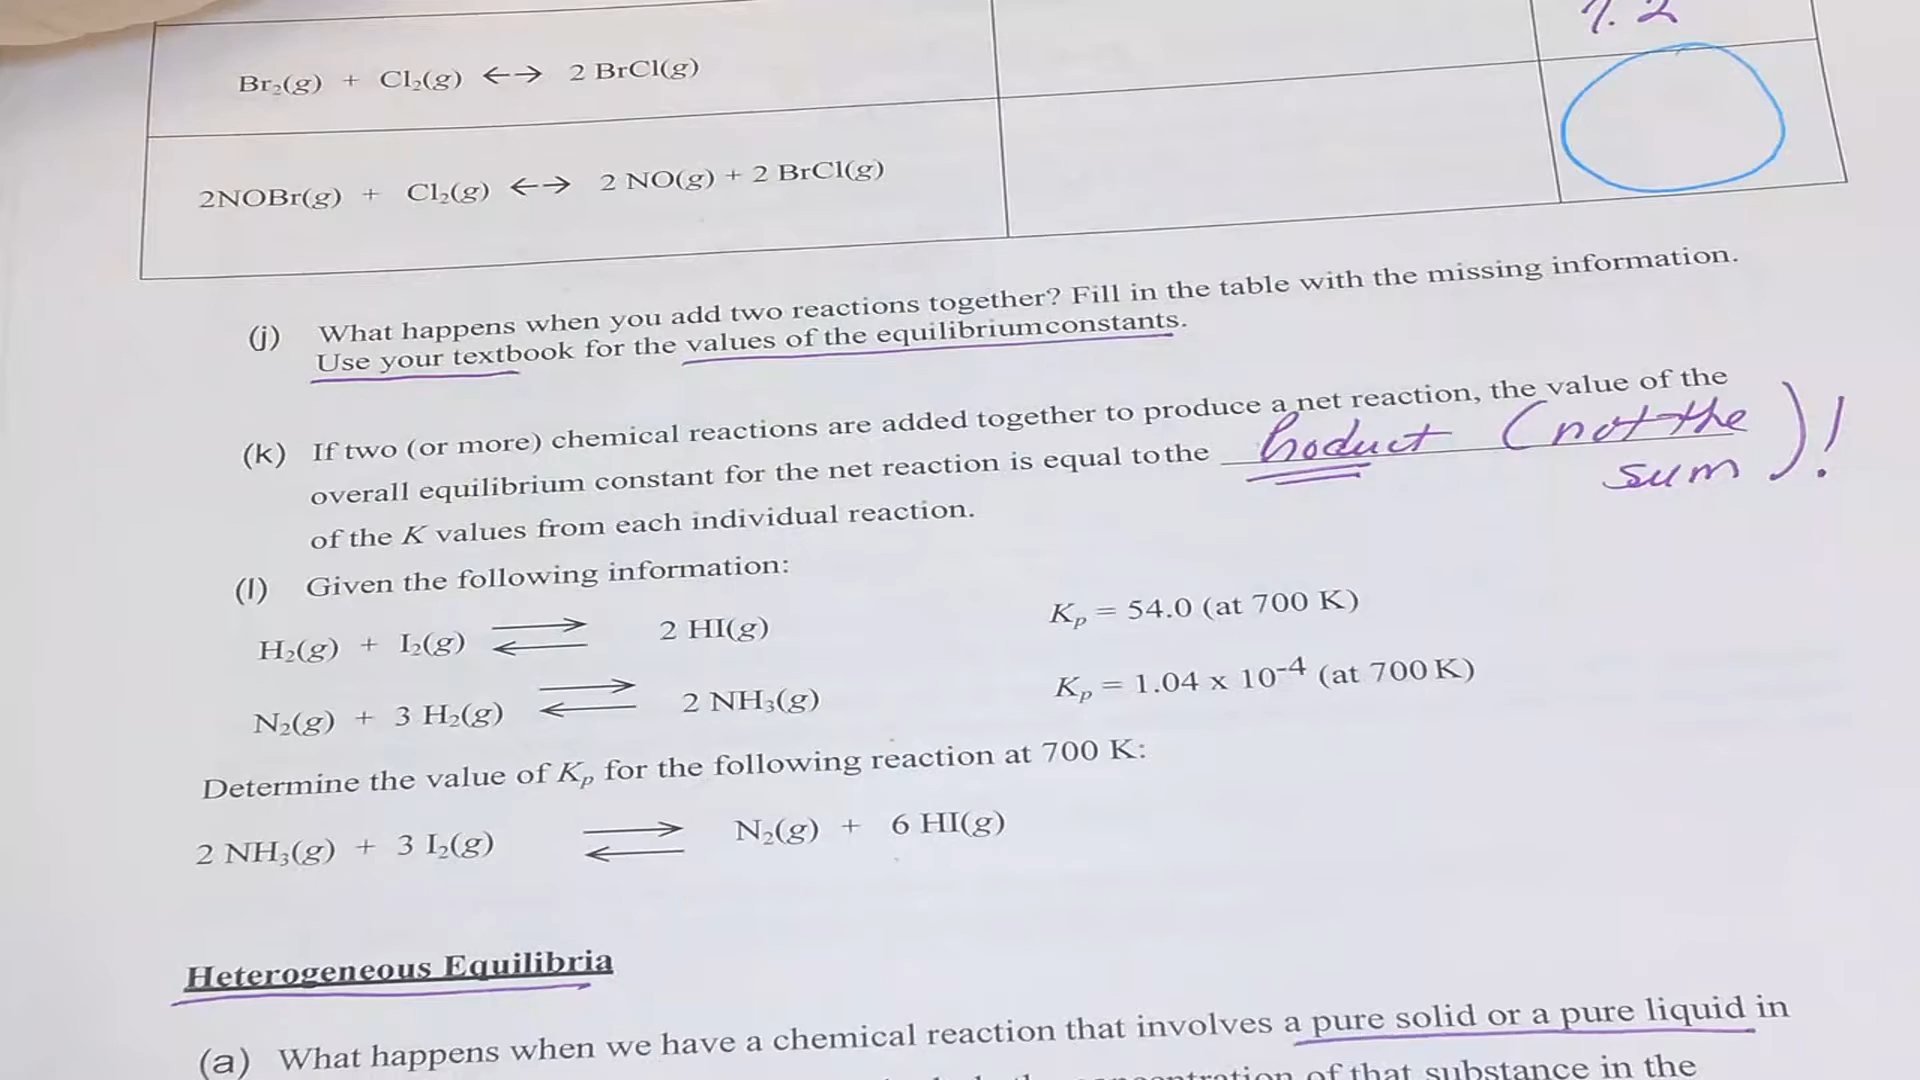 7.2
Br₂(g) + Cl₂(g) ←→ 2 BrCl(g)
2NOBr(g) + Cl₂(g) ←→ 2 NO(g) + 2 BrCl(g)
(j) What happens when you add two reactions together? Fill in the table with the missing information.
Use your textbook for the values of the equilibrium constants.
(k) If two (or more) chemical reactions are added together to produce a net reaction, the value of the
overall equilibrium constant for the net reaction is equal to the product (not the
sum)!
of the K values from each individual reaction.
(l) Given the following information:
H₂(g) + I₂(g) ⇌ 2 HI(g) Kₚ = 54.0 (at 700 K)
N₂(g) + 3 H₂(g) ⇌ 2 NH₃(g) Kₚ = 1.04 x 10⁻⁴ (at 700 K)
Determine the value of Kₚ for the following reaction at 700 K:
2 NH₃(g) + 3 I₂(g) ⇌ N₂(g) + 6 HI(g)
Heterogeneous Equilibria
(a) What happens when we have a chemical reaction that involves a pure solid or a pure liquid in
of that substance in the